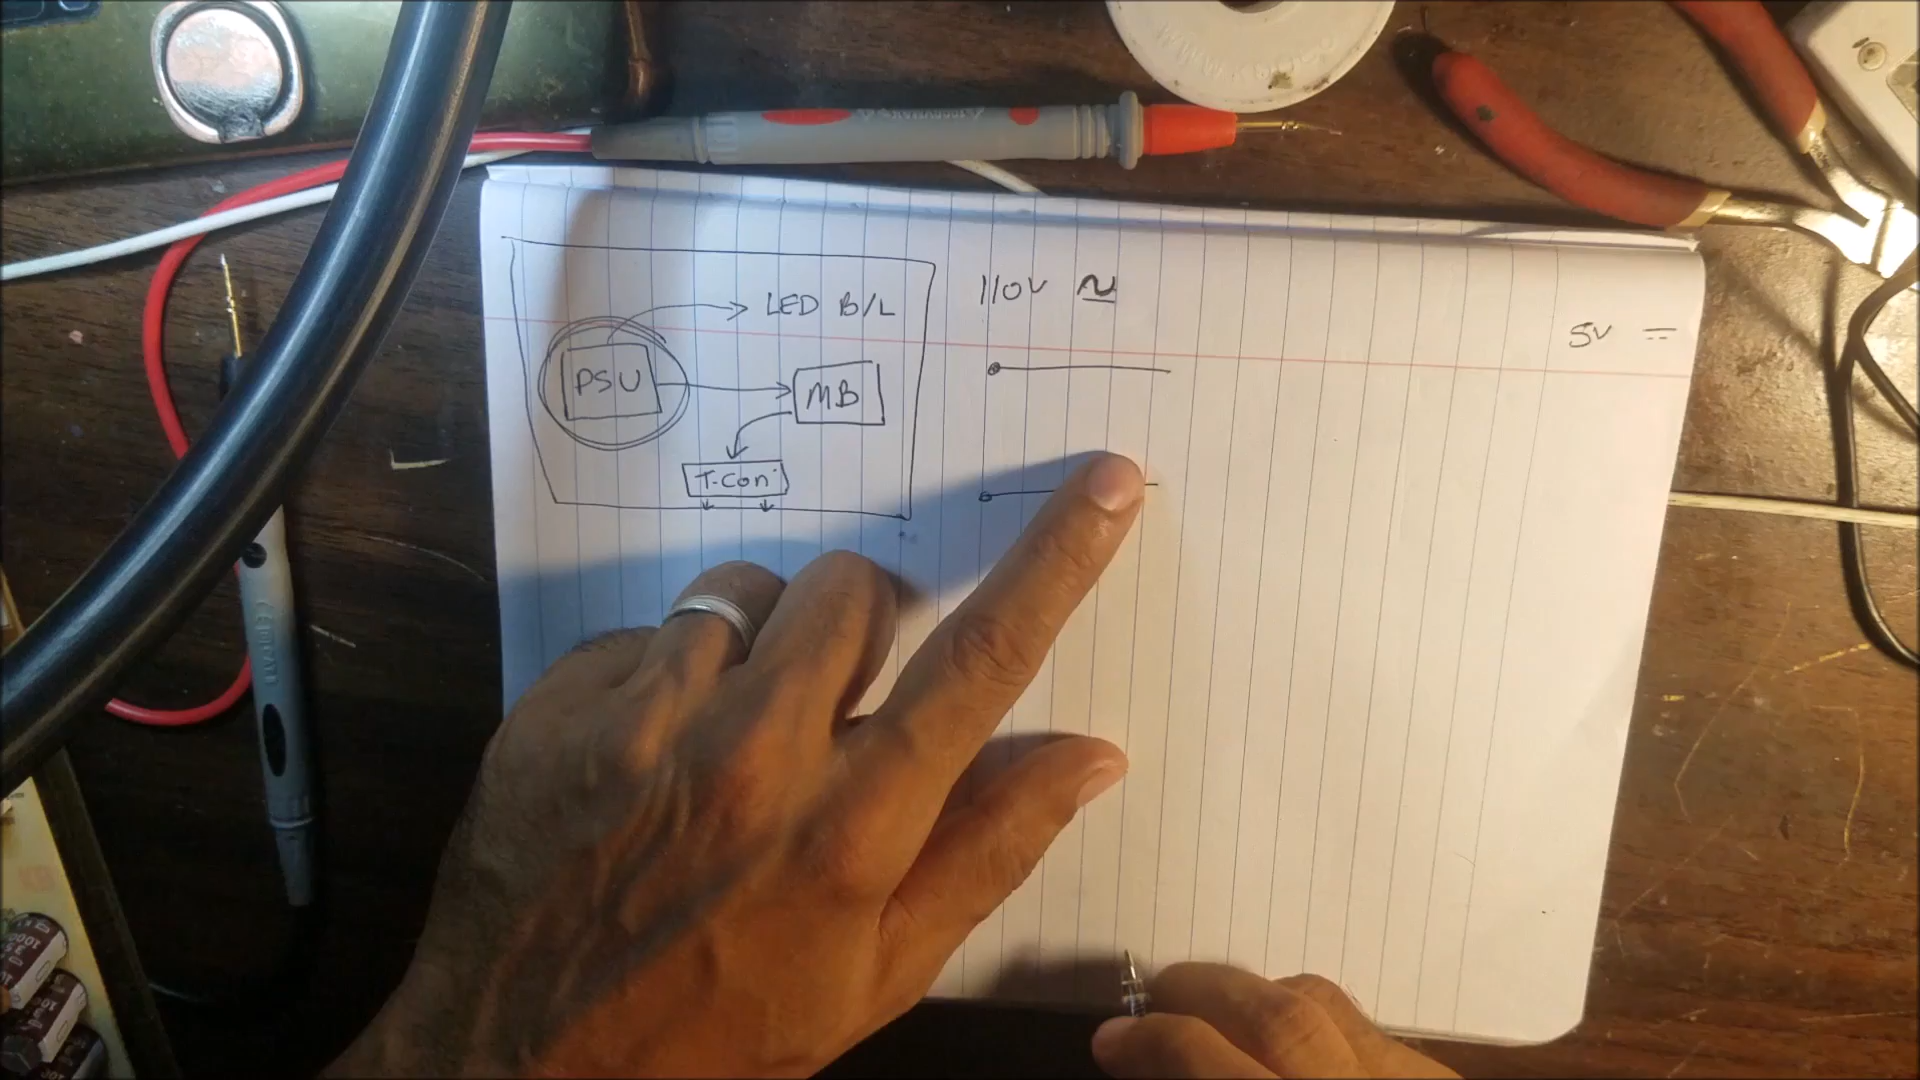 LED B/L
PSU
MB
T-Con
110V
5V